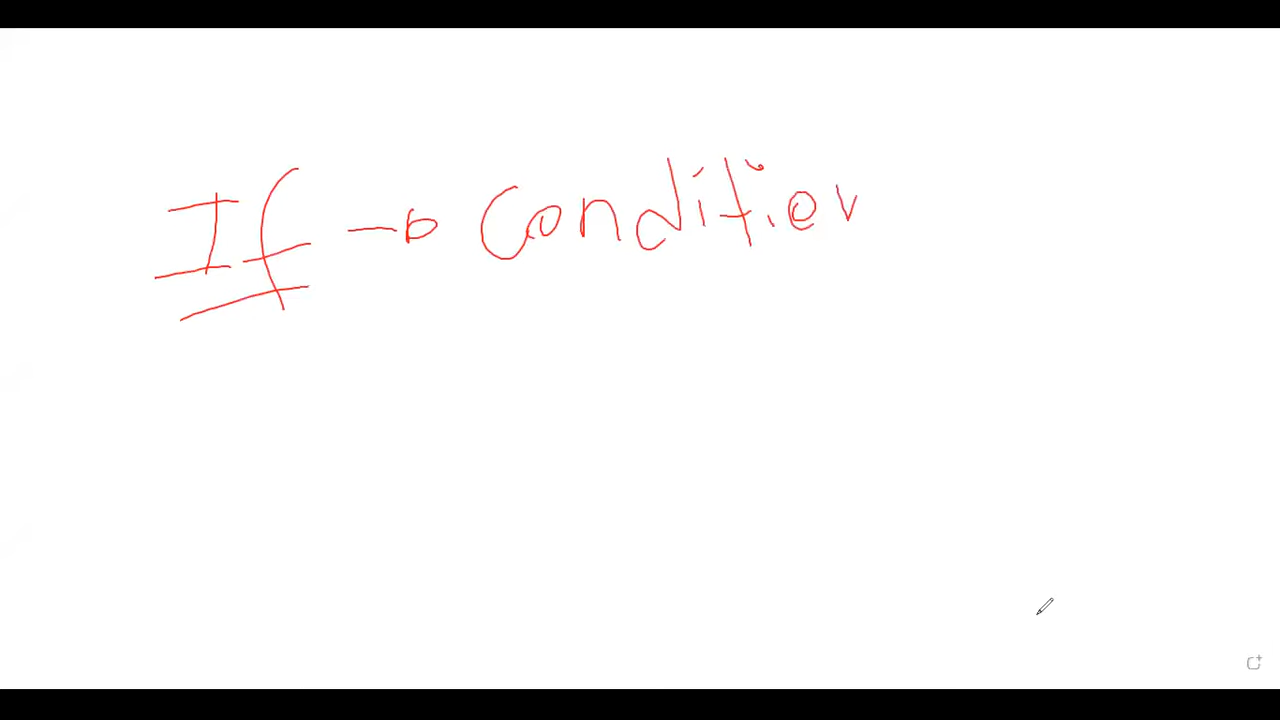 If → Condition